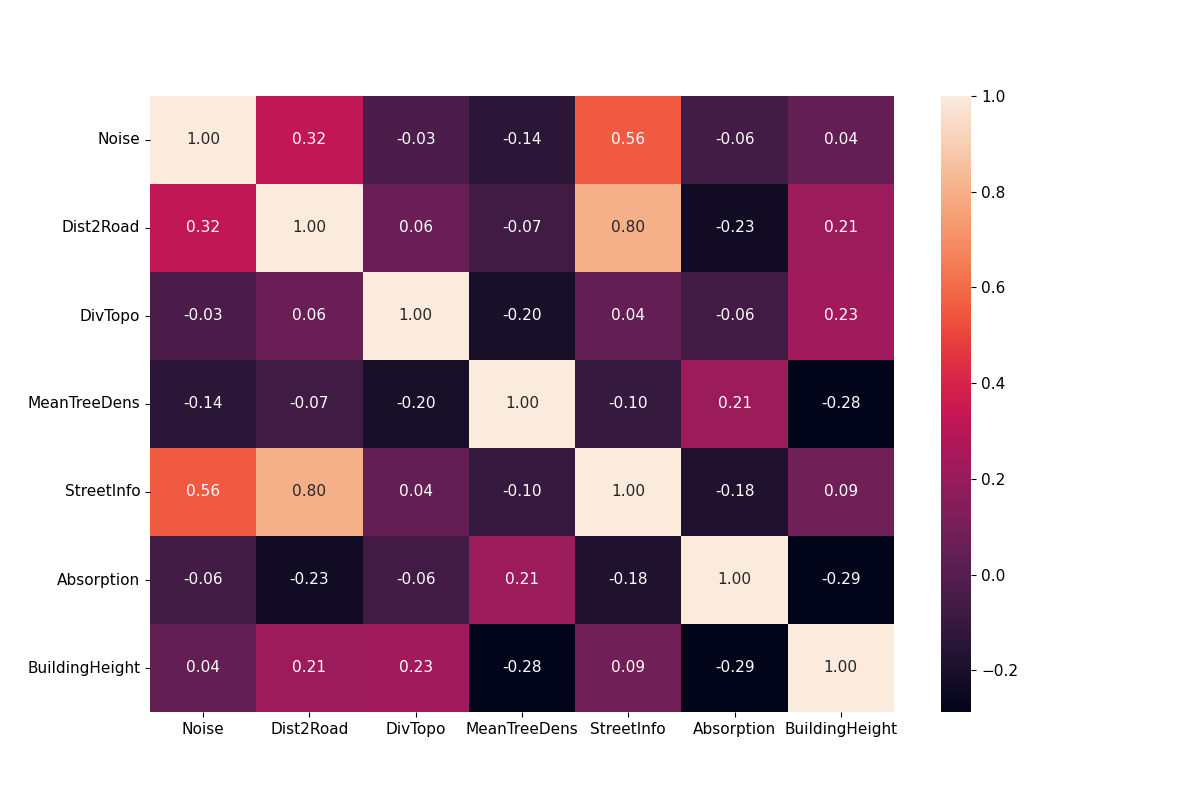 1.0
Noise 1.00 0.32 -0.03 -0.14 0.56 -0.06 0.04
0.8
Dist2Road 0.32 1.00 0.06 -0.07 0.80 -0.23 0.21
DivTopo -0.03 0.06 1.00 -0.20 0.04 -0.06 0.23
0.6
MeanTreeDens -0.14 -0.07 -0.20 1.00 -0.10 0.21 -0.28
0.4
StreetInfo 0.56 0.80 0.04 -0.10 1.00 -0.18 0.09
0.2
Absorption -0.06 -0.23 -0.06 0.21 -0.18 1.00 -0.29
0.0
BuildingHeight 0.04 0.21 0.23 -0.28 0.09 -0.29 1.00
−0.2
Noise Dist2Road DivTopo MeanTreeDens StreetInfo Absorption BuildingHeight